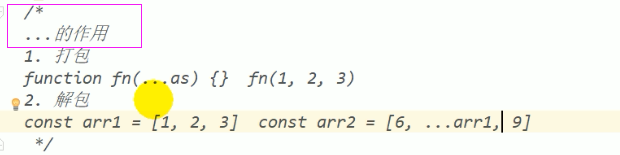 /*
...的作用
1. 打包
function fn(...as) {}  fn(1, 2, 3)
2. 解包
const arr1 = [1, 2, 3]  const arr2 = [6, ...arr1, 9]
*/